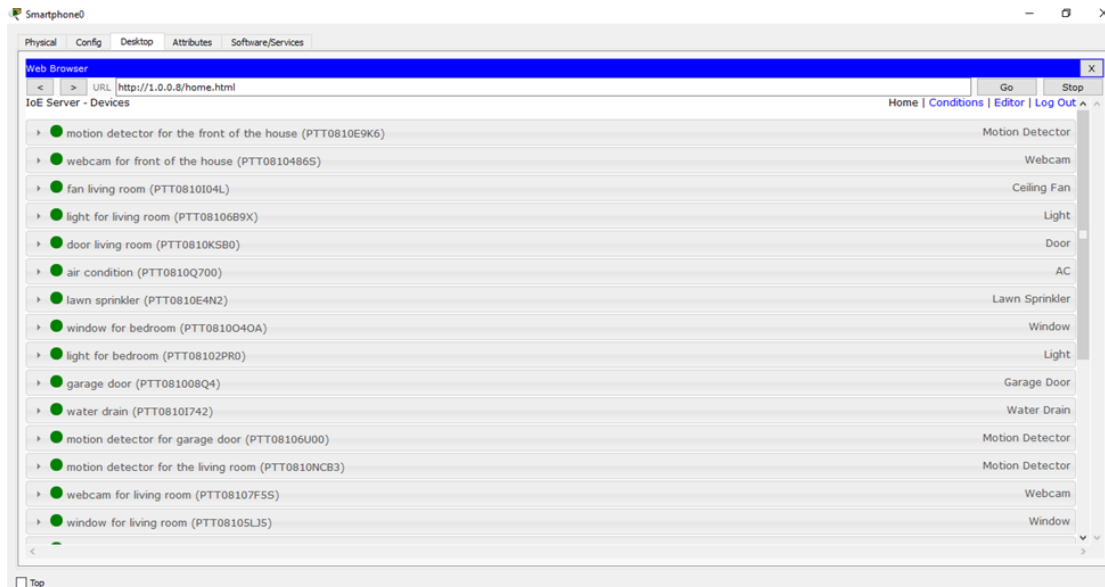 Smartphone0
Physical Config Desktop Attributes Software/Services
Web Browser X
< > URL http://1.0.0.8/home.html Go Stop
IoE Server - Devices Home | Conditions | Editor | Log Out
motion detector for the front of the house (PTT0810E9K6) Motion Detector
webcam for front of the house (PTT0810486S) Webcam
fan living room (PTT0810I04L) Ceiling Fan
light for living room (PTT08106B9X) Light
door living room (PTT0810KSB0) Door
air condition (PTT0810Q700) AC
lawn sprinkler (PTT0810E4N2) Lawn Sprinkler
window for bedroom (PTT0810O4OA) Window
light for bedroom (PTT08102PR0) Light
garage door (PTT081008Q4) Garage Door
water drain (PTT0810I742) Water Drain
motion detector for garage door (PTT08106U00) Motion Detector
motion detector for the living room (PTT0810NCB3) Motion Detector
webcam for living room (PTT08107F5S) Webcam
window for living room (PTT08105LJ5) Window
Top